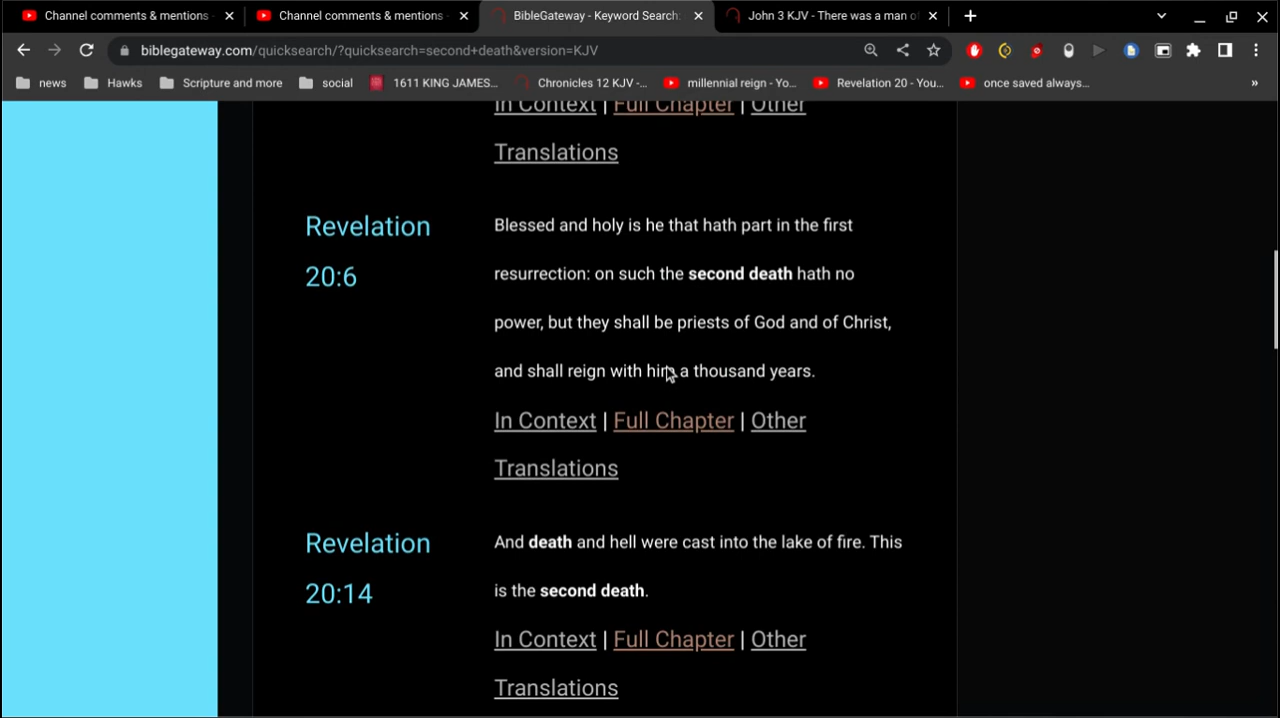 Channel comments & mentions -
Channel comments & mentions -
BibleGateway - Keyword Search:
John 3 KJV - There was a man o
biblegateway.com/quicksearch/?quicksearch=second+death&version=KJV
news
Hawks
Scripture and more
social
1611 KING JAMES...
Chronicles 12 KJV -...
millennial reign - Yo...
Revelation 20 - You...
once saved always...
»
In Context | Full Chapter | Other
Translations
Revelation
20:6
Blessed and holy is he that hath part in the first
resurrection: on such the second death hath no
power, but they shall be priests of God and of Christ,
and shall reign with him a thousand years.
In Context | Full Chapter | Other
Translations
Revelation
20:14
And death and hell were cast into the lake of fire. This
is the second death.
In Context | Full Chapter | Other
Translations